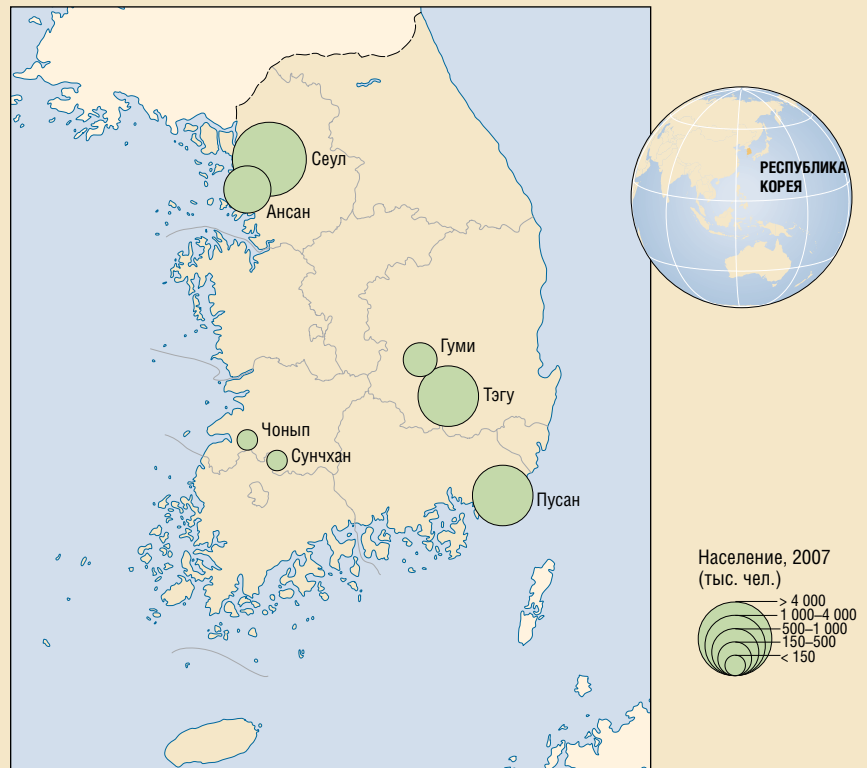 Сеул
Ансан
РЕСПУБЛИКА
КОРЕЯ
Гуми
Тэгу
Чонып
Сунчхан
Пусан
Население, 2007
(тыс. чел.)
> 4 000
1 000–4 000
500–1 000
150–500
< 150